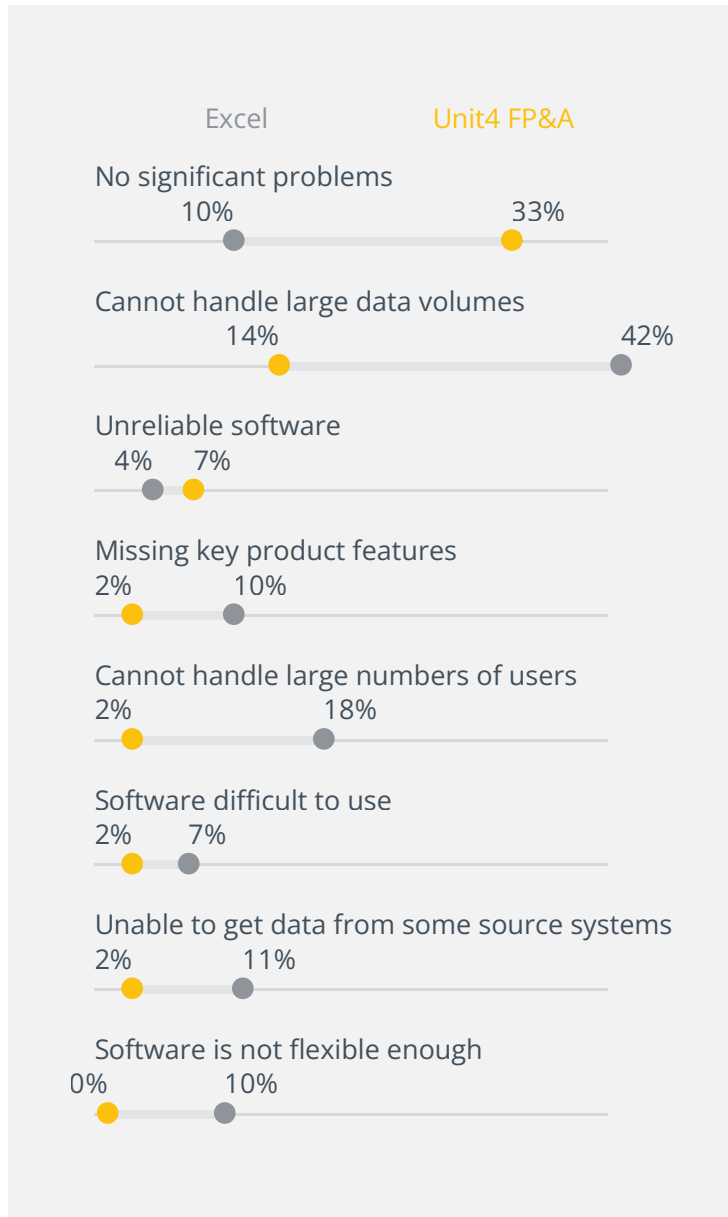 Excel Unit4 FP&A
No significant problems
10% 33%
Cannot handle large data volumes
14% 42%
Unreliable software
4% 7%
Missing key product features
2% 10%
Cannot handle large numbers of users
2% 18%
Software difficult to use
2% 7%
Unable to get data from some source systems
2% 11%
Software is not flexible enough
0% 10%